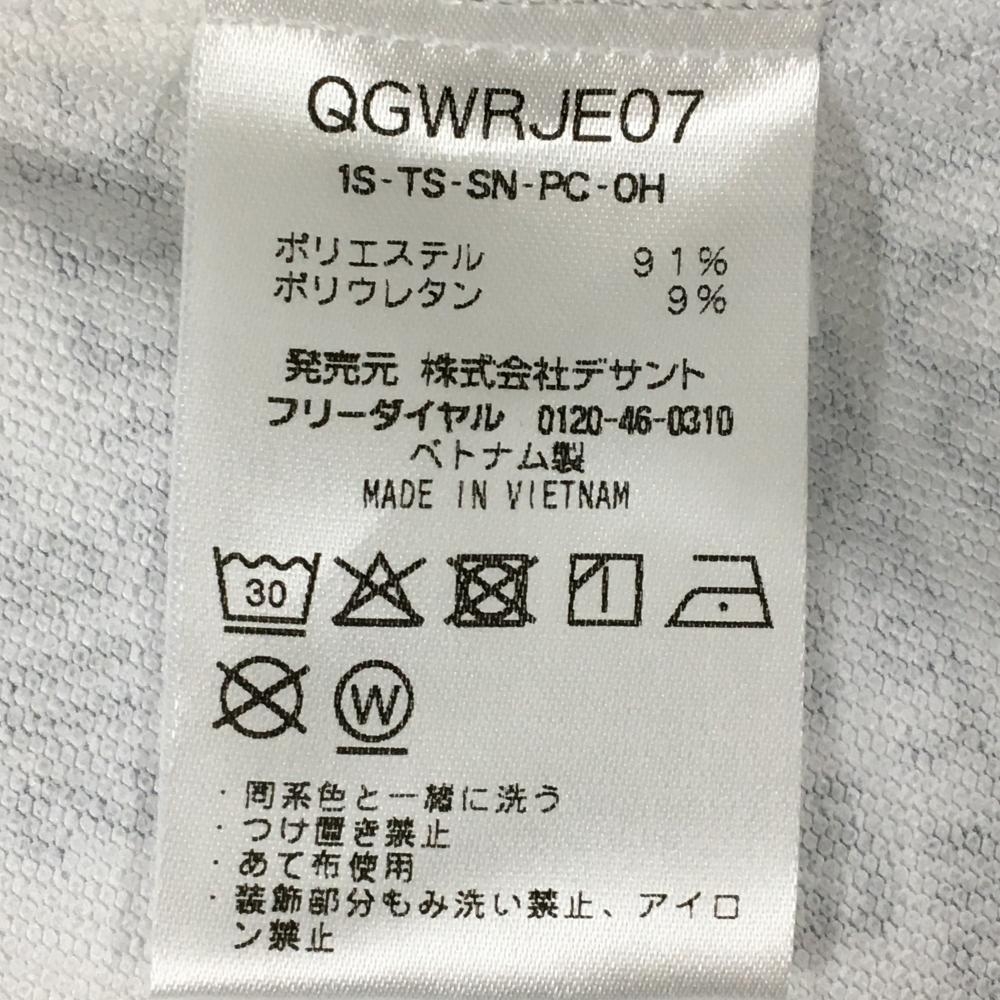 QGWRJE07
1S-TS-SN-PC-OH
ポリエステル 91%
ポリウレタン 9%
発売元 株式会社デサント
フリーダイヤル 0120-46-0310
ベトナム製
MADE IN VIETNAM
30
W
・同系色と一緒に洗う
・つけ置き禁止
・あて布使用
・装飾部分もみ洗い禁止、アイロ
ン禁止